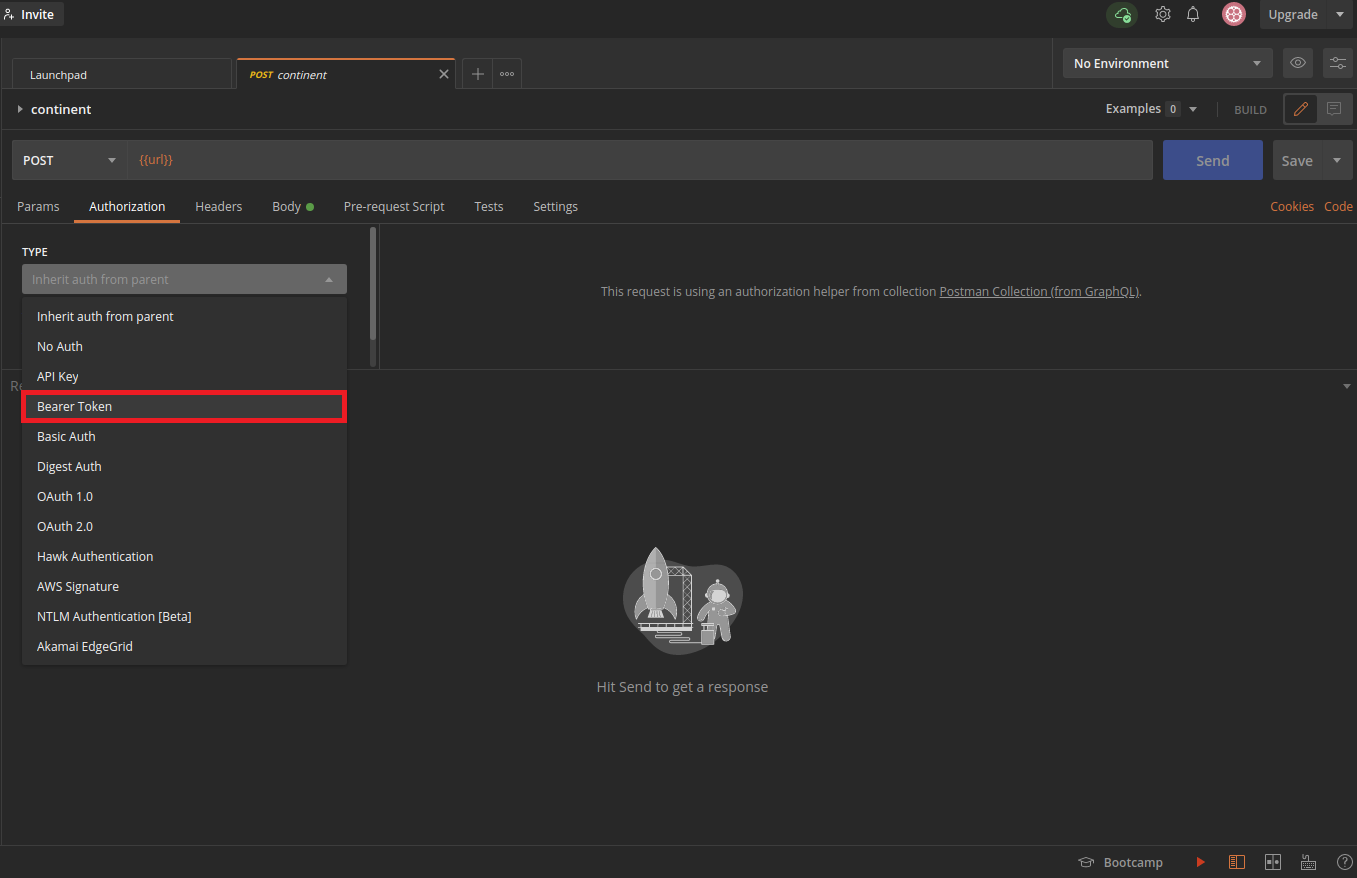 Invite
Upgrade
Launchpad
POST continent
No Environment
continent
Examples 0
BUILD
POST
{{url}}
Send
Save
Params Authorization Headers Body Pre-request Script Tests Settings
Cookies Code
TYPE
Inherit auth from parent
This request is using an authorization helper from collection Postman Collection (from GraphQL).
Inherit auth from parent
No Auth
API Key
Bearer Token
Basic Auth
Digest Auth
OAuth 1.0
OAuth 2.0
Hawk Authentication
AWS Signature
NTLM Authentication [Beta]
Akamai EdgeGrid
Hit Send to get a response
Bootcamp